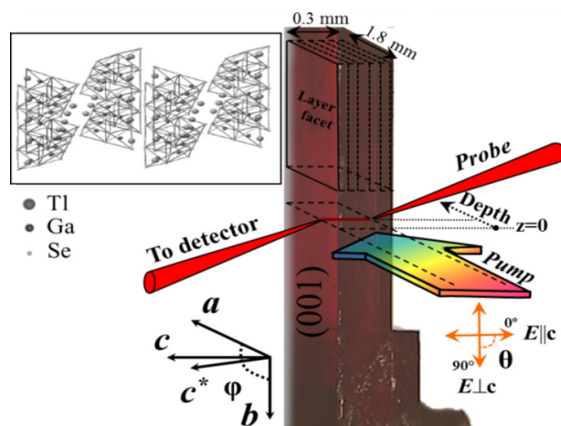 0.3 mm
1.8 mm
Layer
facet
Probe
Depth
z=0
To detector
Pump
Tl
Ga
Se
(001)
a
c
c*
φ
b
0°
E||c
θ
90°
E⊥c